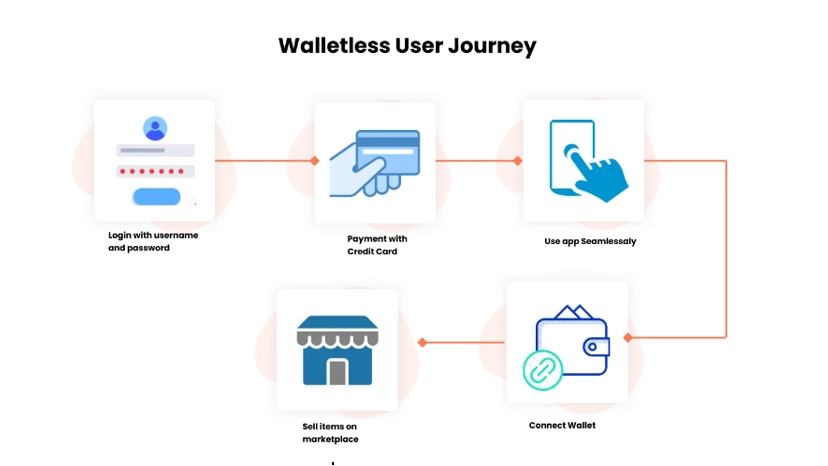 Walletless User Journey
Login with username
and password
Payment with
Credit Card
Use app Seamlessaly
Connect Wallet
Sell items on
marketplace